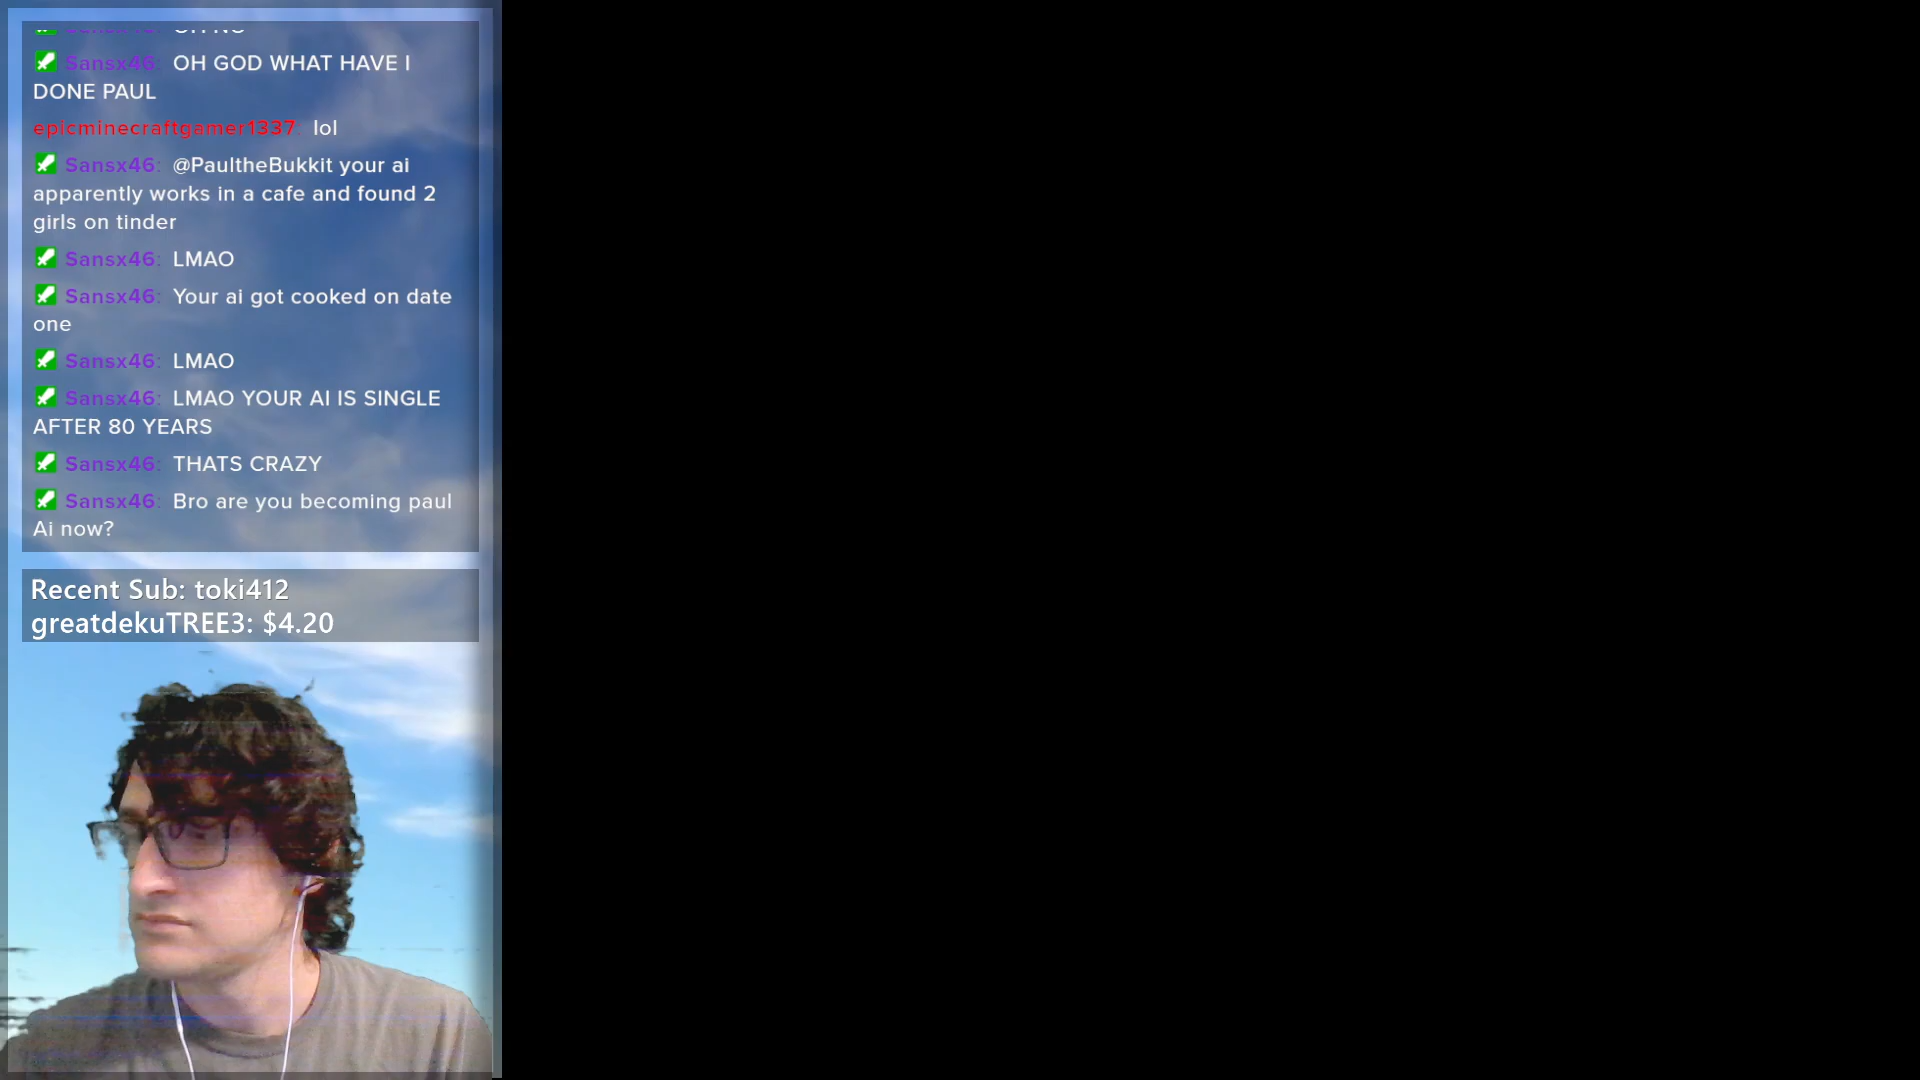 Sansx46: OH GOD WHAT HAVE I
DONE PAUL
epicminecraftgamer1337: lol
Sansx46: @PaultheBukkit your ai
apparently works in a cafe and found 2
girls on tinder
Sansx46: LMAO
Sansx46: Your ai got cooked on date
one
Sansx46: LMAO
Sansx46: LMAO YOUR AI IS SINGLE
AFTER 80 YEARS
Sansx46: THATS CRAZY
Sansx46: Bro are you becoming paul
Ai now?
Recent Sub: toki412
greatdekuTREE3: $4.20